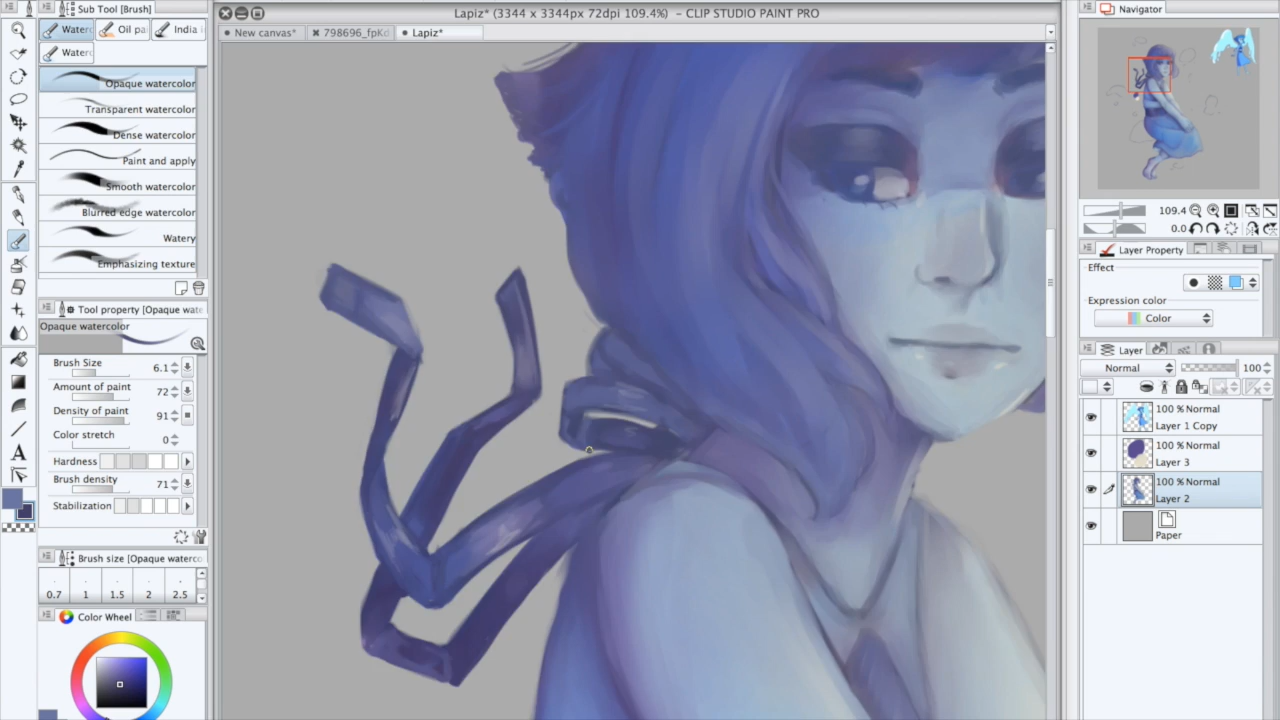 Sub Tool [Brush]
Lapiz* (3344 x 3344px 72dpi 109.4%) – CLIP STUDIO PAINT PRO
Navigator
Oil pa
India i
New canvas*
798696_fpKd
Lapiz*
Opaque watercolor
Transparent watercolor
Dense watercolor
Paint and apply
Smooth watercolor
Blurred edge watercolor
Watery
Emphasizing texture
109.4
0.0
Layer Property
Effect
Expression color
Color
Tool property [Opaque wate
Opaque watercolor
Brush Size 6.1
Amount of paint 72
Density of paint 91
Color stretch 0
Hardness
Brush density 71
Stabilization
Layer
Normal 100
100 % Normal
Layer 1 Copy
100 % Normal
Layer 3
100 % Normal
Layer 2
Paper
Brush size [Opaque waterco
0.7 1 1.5 2 2.5
Color Wheel
A